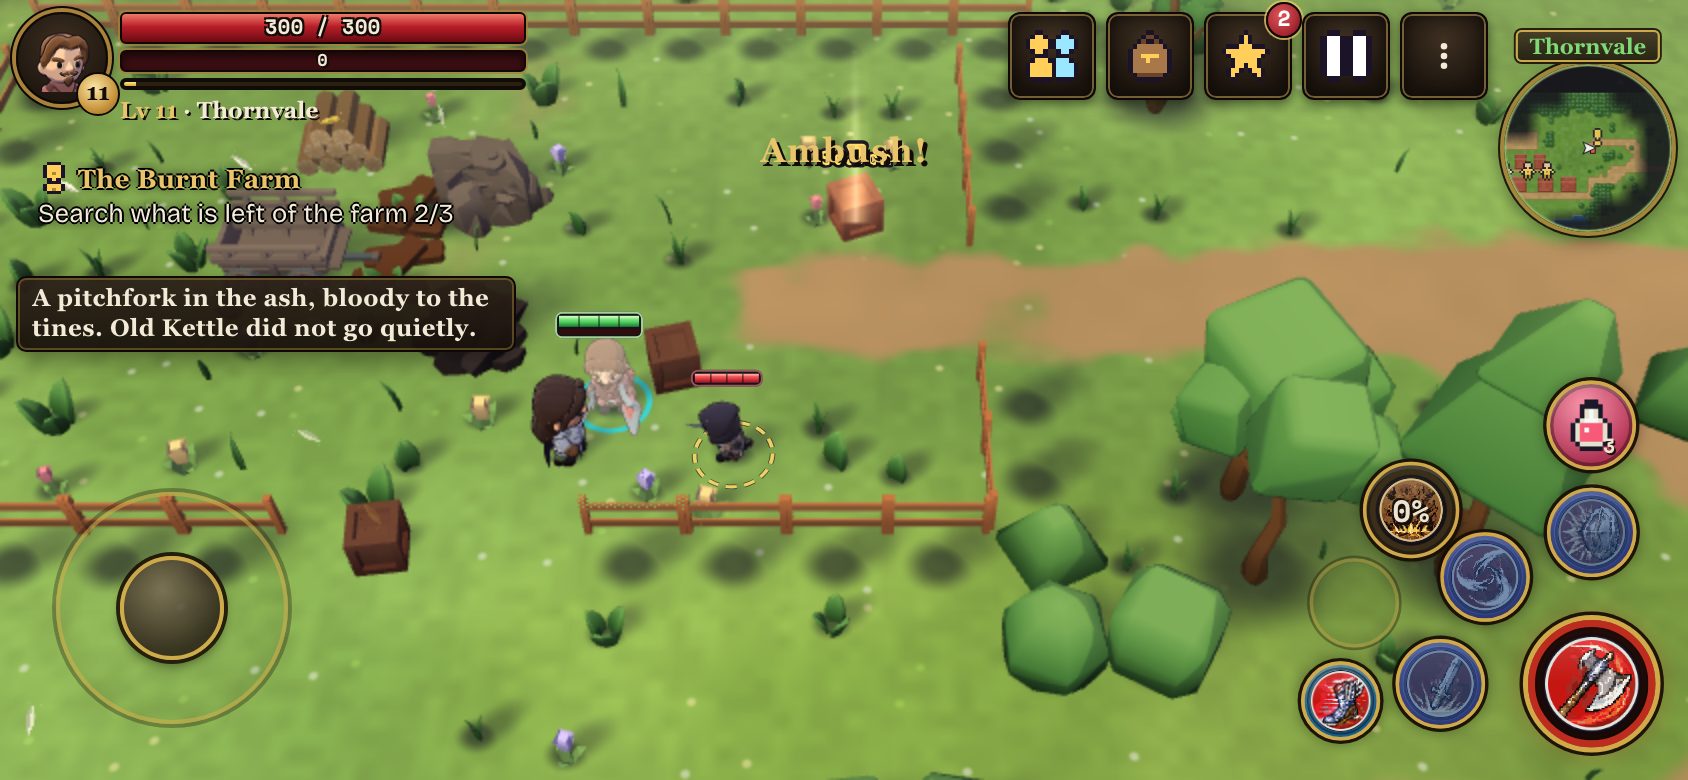 300 / 300
0
11
Lv 11 · Thornvale
The Burnt Farm
Search what is left of the farm 2/3
A pitchfork in the ash, bloody to the
tines. Old Kettle did not go quietly.
Ambush!
2
Thornvale
5
0%